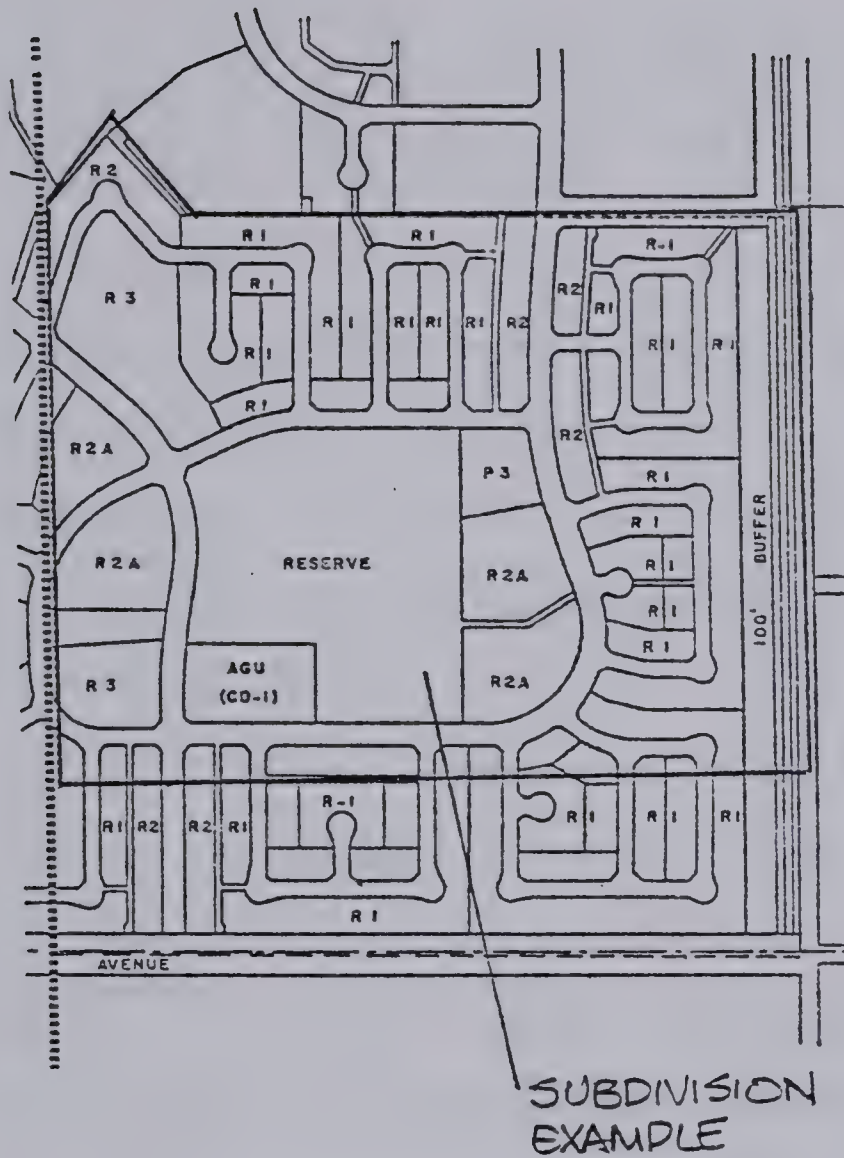 R2
R1
R1
R-1
R3
R1
R2
R1
R1
R1
R1
R1
R2
R1
R1
R1
R1
R2
R2A
P3
R1
R1
R2A
RESERVE
R2A
R1
R1
100' BUFFER
R3
AGU
(CD-1)
R2A
R1
R1
R2
R2
R1
R-1
R1
R1
R1
R1
AVENUE
SUBDIVISION
EXAMPLE